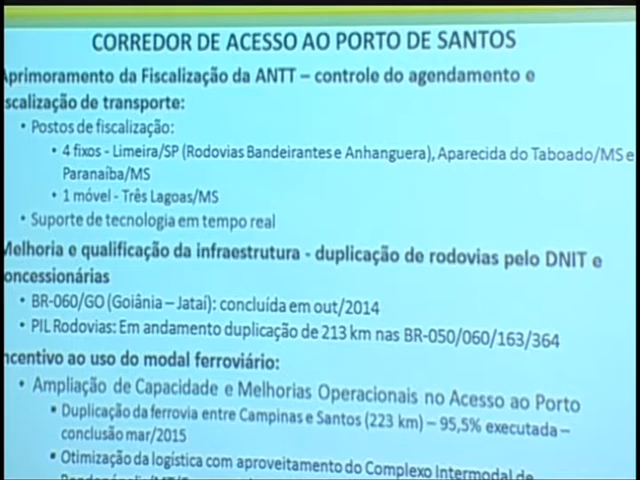 CORREDOR DE ACESSO AO PORTO DE SANTOS
Aprimoramento da Fiscalização da ANTT – controle do agendamento e
iscalização de transporte:
• Postos de fiscalização:
• 4 fixos - Limeira/SP (Rodovias Bandeirantes e Anhanguera), Aparecida do Taboado/MS e
Paranaíba/MS
• 1 móvel - Três Lagoas/MS
• Suporte de tecnologia em tempo real
Melhoria e qualificação da infraestrutura - duplicação de rodovias pelo DNIT e
oncessionárias
• BR-060/GO (Goiânia – Jataí): concluída em out/2014
• PIL Rodovias: Em andamento duplicação de 213 km nas BR-050/060/163/364
ncentivo ao uso do modal ferroviário:
• Ampliação de Capacidade e Melhorias Operacionais no Acesso ao Porto
• Duplicação da ferrovia entre Campinas e Santos (223 km) – 95,5% executada –
conclusão mar/2015
• Otimização da logística com aproveitamento do Complexo Intermodal de